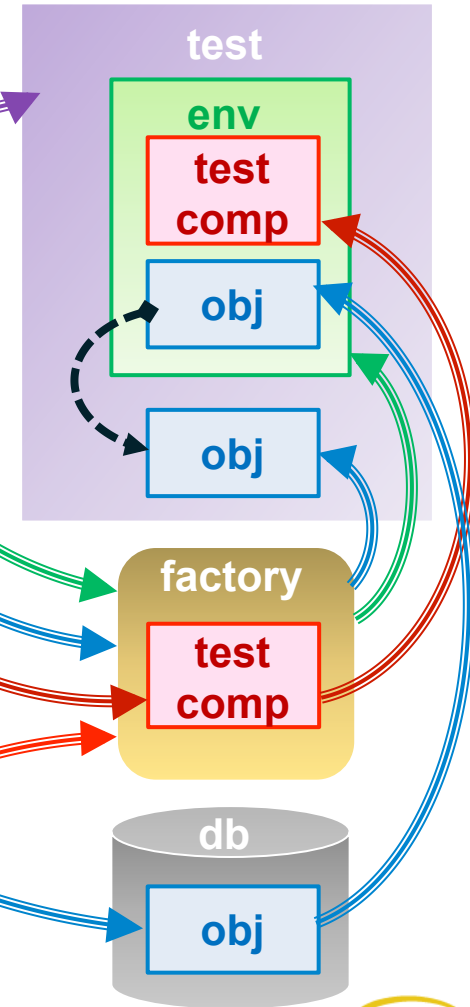 test
env
test
comp
obj
obj
factory
test
comp
db
obj